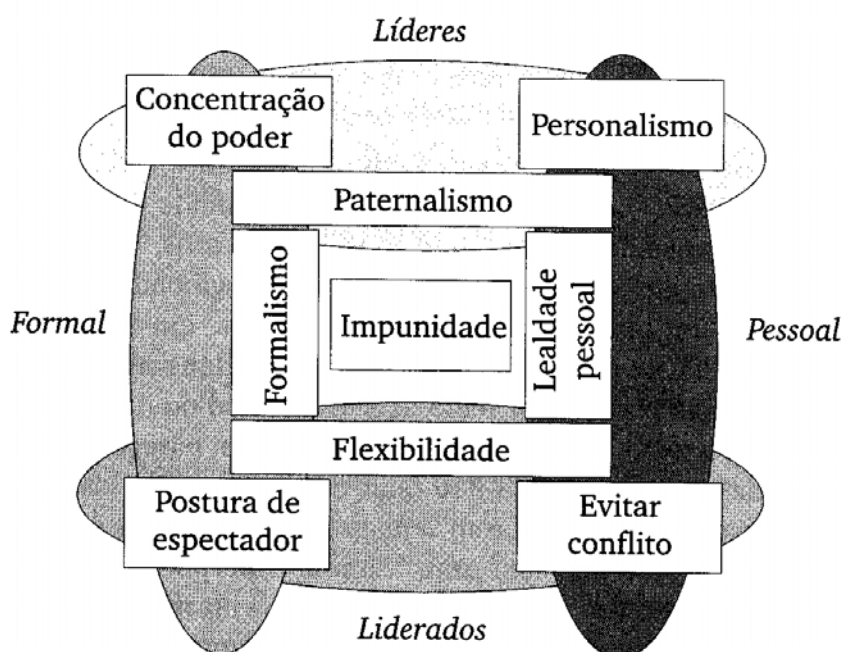 Líderes
Concentração
do poder
Personalismo
Paternalismo
Formal
Formalismo
Impunidade
Lealdade
pessoal
Pessoal
Flexibilidade
Postura de
espectador
Evitar
conflito
Liderados